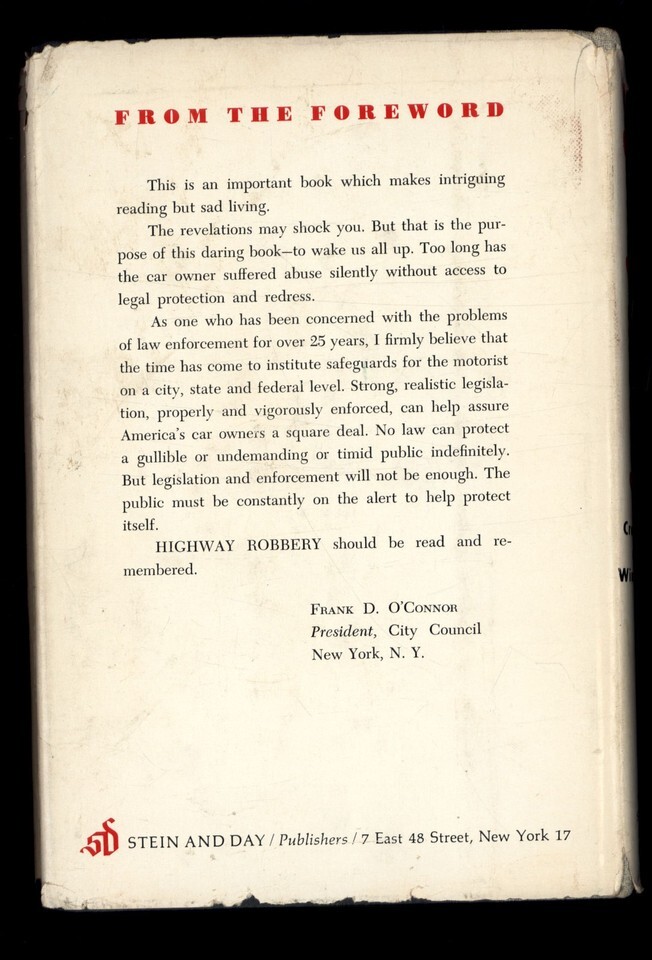 FROM THE FOREWORD
This is an important book which makes intriguing
reading but sad living.
The revelations may shock you. But that is the pur-
pose of this daring book—to wake us all up. Too long has
the car owner suffered abuse silently without access to
legal protection and redress.
As one who has been concerned with the problems
of law enforcement for over 25 years, I firmly believe that
the time has come to institute safeguards for the motorist
on a city, state and federal level. Strong, realistic legisla-
tion, properly and vigorously enforced, can help assure
America's car owners a square deal. No law can protect
a gullible or undemanding or timid public indefinitely.
But legislation and enforcement will not be enough. The
public must be constantly on the alert to help protect
itself.
HIGHWAY ROBBERY should be read and re-
membered.
FRANK D. O'CONNOR
President, City Council
New York, N. Y.
sd STEIN AND DAY / Publishers / 7 East 48 Street, New York 17